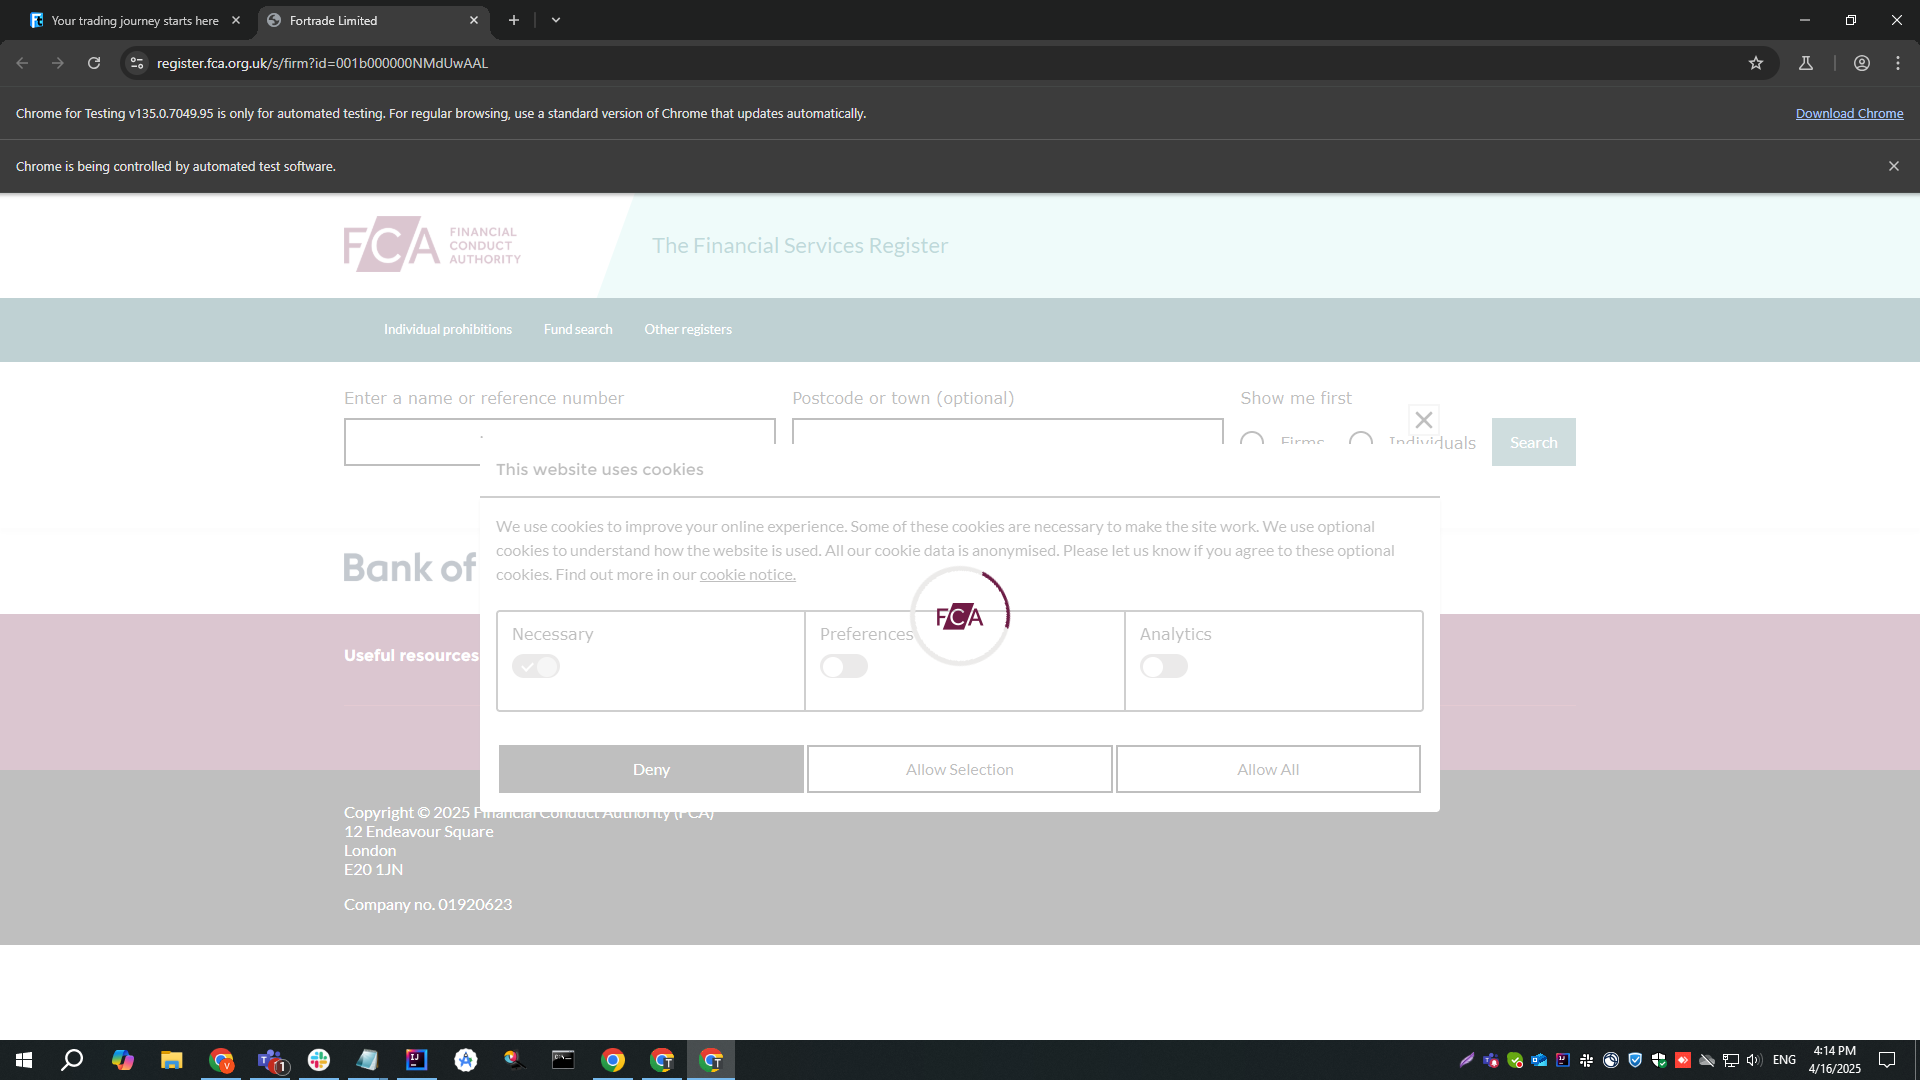 Your trading journey starts here
Fortrade Limited
register.fca.org.uk/s/firm?id=001b000000NMdUwAAL
Chrome for Testing v135.0.7049.95 is only for automated testing. For regular browsing, use a standard version of Chrome that updates automatically.
Download Chrome
Chrome is being controlled by automated test software.
FCA
FINANCIAL
CONDUCT
AUTHORITY
The Financial Services Register
Individual prohibitions
Fund search
Other registers
Enter a name or reference number
Postcode or town (optional)
Show me first
Firms
Individuals
Search
This website uses cookies
We use cookies to improve your online experience. Some of these cookies are necessary to make the site work. We use optional
cookies to understand how the website is used. All our cookie data is anonymised. Please let us know if you agree to these optional
cookies. Find out more in our cookie notice.
Bank of
FCA
Necessary
Preferences
Analytics
Useful resources
Deny
Allow Selection
Allow All
Copyright © 2025 Financial Conduct Authority (FCA)
12 Endeavour Square
London
E20 1JN
Company no. 01920623
ENG
4:14 PM
4/16/2025